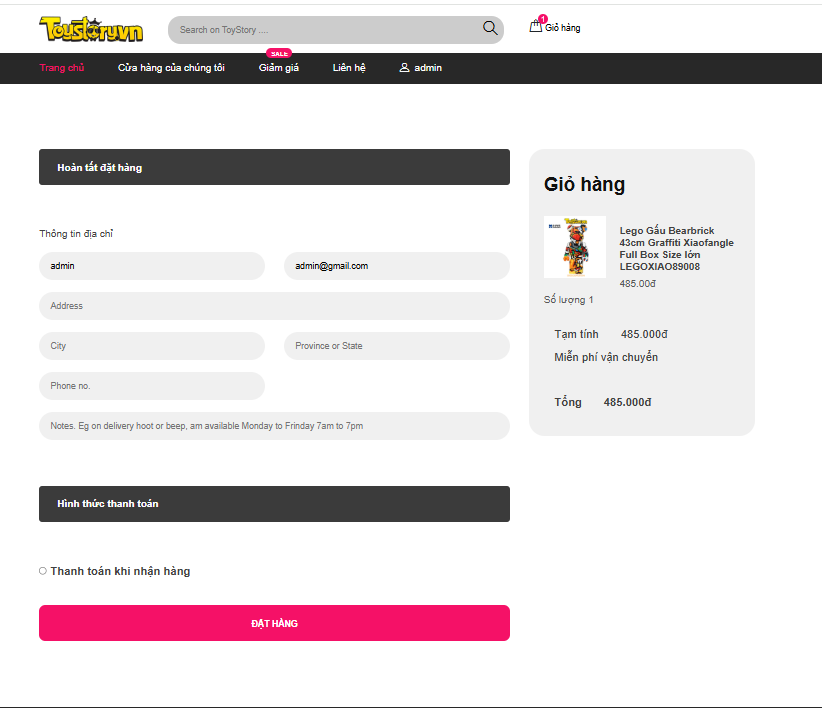 Toystoryvn
Search on ToyStory ....
1
Giỏ hàng
SALE
Trang chủ
Cửa hàng của chúng tôi
Giảm giá
Liên hệ
admin
Hoàn tất đặt hàng
Thông tin địa chỉ
admin
admin@gmail.com
Address
City
Province or State
Phone no.
Notes. Eg on delivery hoot or beep, am available Monday to Frinday 7am to 7pm
Hình thức thanh toán
Thanh toán khi nhận hàng
ĐẶT HÀNG
Giỏ hàng
Lego Gấu Bearbrick
43cm Graffiti Xiaofangle
Full Box Size lớn
LEGOXIAO89008
485.00đ
Số lượng 1
Tạm tính 485.000đ
Miễn phí vận chuyển
Tổng 485.000đ